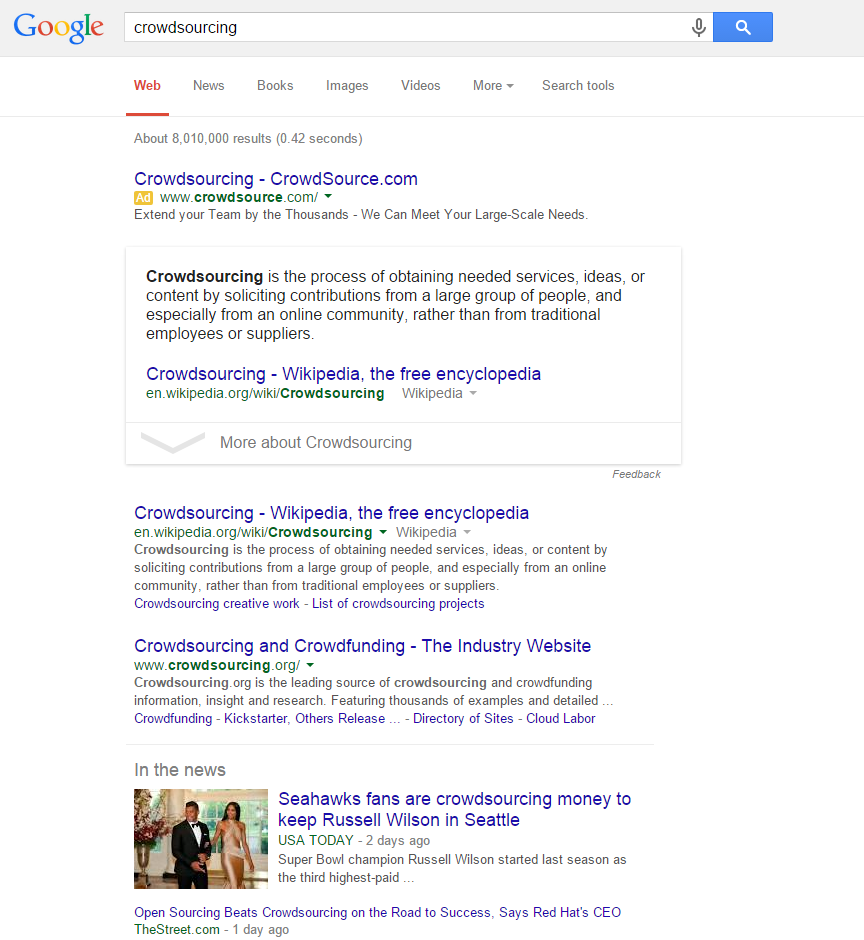 Google
crowdsourcing
Web News Books Images Videos More Search tools
About 8,010,000 results (0.42 seconds)
Crowdsourcing - CrowdSource.com
Ad www.crowdsource.com/
Extend your Team by the Thousands - We Can Meet Your Large-Scale Needs.
Crowdsourcing is the process of obtaining needed services, ideas, or
content by soliciting contributions from a large group of people, and
especially from an online community, rather than from traditional
employees or suppliers.
Crowdsourcing - Wikipedia, the free encyclopedia
en.wikipedia.org/wiki/Crowdsourcing Wikipedia
More about Crowdsourcing
Feedback
Crowdsourcing - Wikipedia, the free encyclopedia
en.wikipedia.org/wiki/Crowdsourcing Wikipedia
Crowdsourcing is the process of obtaining needed services, ideas, or content by
soliciting contributions from a large group of people, and especially from an online
community, rather than from traditional employees or suppliers.
Crowdsourcing creative work - List of crowdsourcing projects
Crowdsourcing and Crowdfunding - The Industry Website
www.crowdsourcing.org/
Crowdsourcing.org is the leading source of crowdsourcing and crowdfunding
information, insight and research. Featuring thousands of examples and detailed ...
Crowdfunding - Kickstarter, Others Release ... - Directory of Sites - Cloud Labor
In the news
Seahawks fans are crowdsourcing money to
keep Russell Wilson in Seattle
USA TODAY - 2 days ago
Super Bowl champion Russell Wilson started last season as
the third highest-paid ...
Open Sourcing Beats Crowdsourcing on the Road to Success, Says Red Hat's CEO
TheStreet.com - 1 day ago